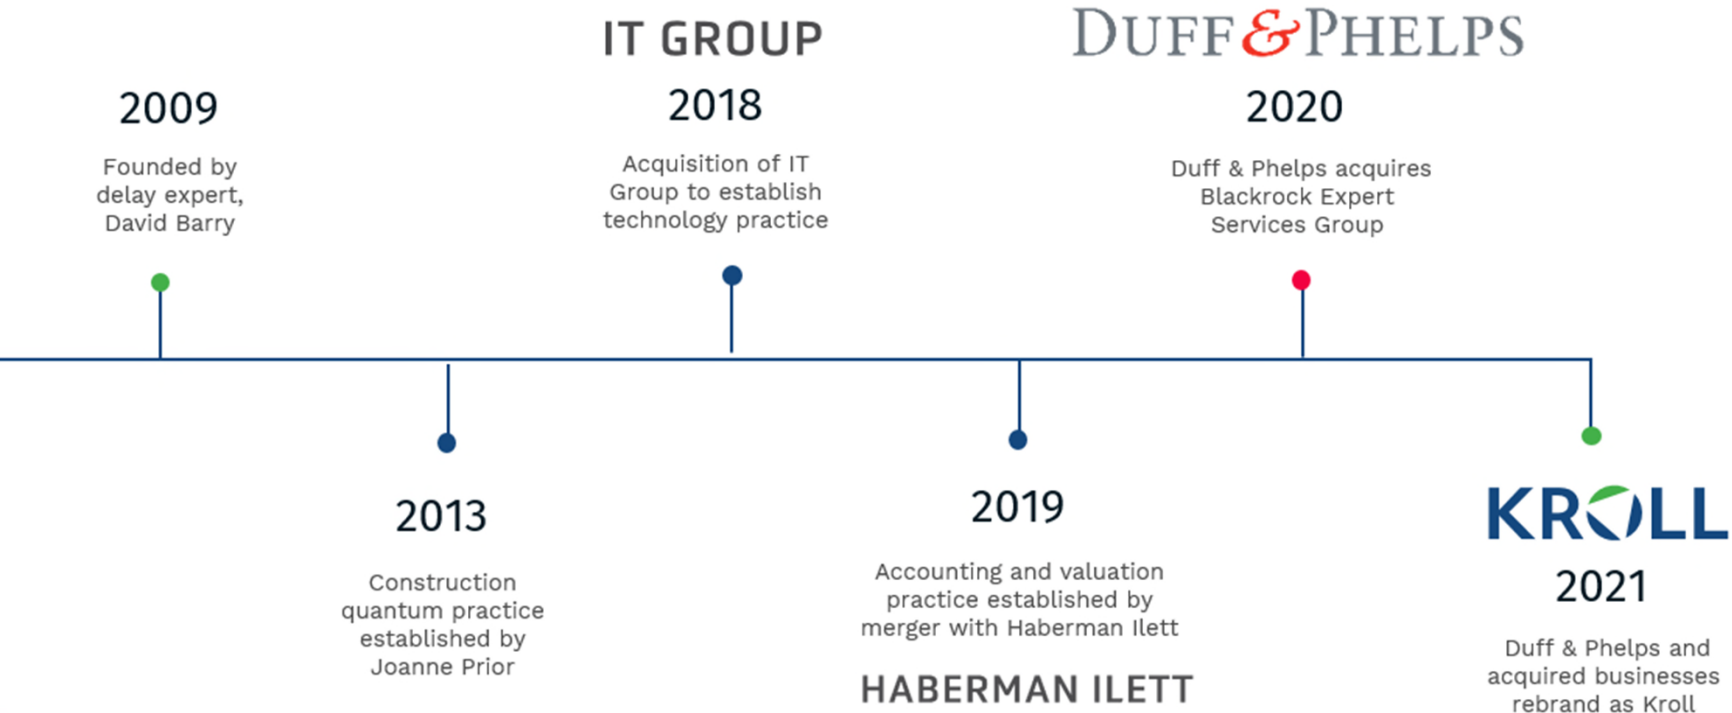 2009
Founded by
delay expert,
David Barry
2013
Construction
quantum practice
established by
Joanne Prior
IT GROUP
2018
Acquisition of IT
Group to establish
technology practice
2019
Accounting and valuation
practice established by
merger with Haberman Ilett
HABERMAN ILETT
DUFF&PHELPS
2020
Duff & Phelps acquires
Blackrock Expert
Services Group
KROLL
2021
Duff & Phelps and
acquired businesses
rebrand as Kroll